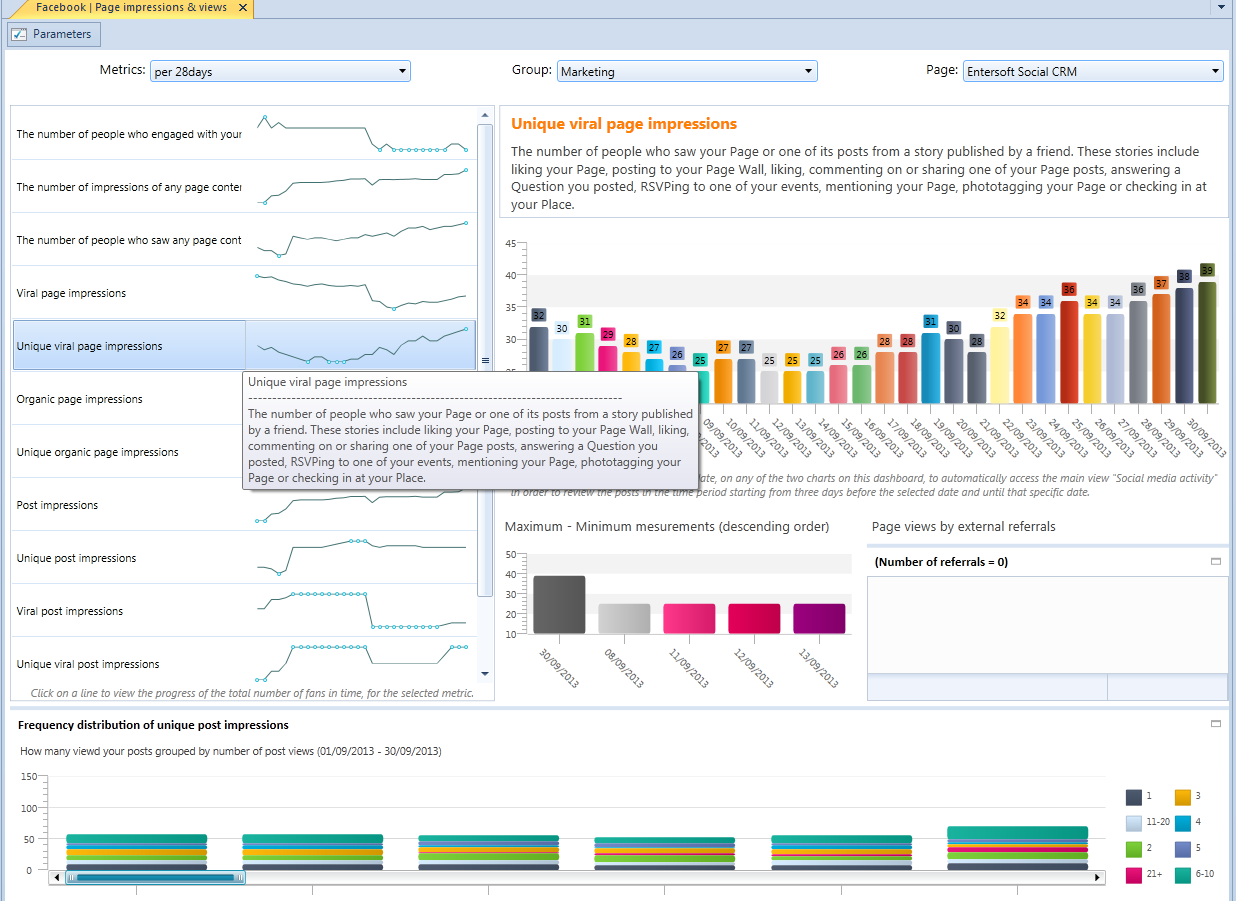 Facebook | Page impressions & views
Parameters
Metrics: per 28days
Group: Marketing
Page: Entersoft Social CRM
The number of people who engaged with your
The number of impressions of any page conter
The number of people who saw any page cont
Viral page impressions
Unique viral page impressions
Organic page impressions
Unique organic page impressions
Post impressions
Unique post impressions
Viral post impressions
Unique viral post impressions
Click on a line to view the progress of the total number of fans in time, for the selected metric.
Unique viral page impressions
The number of people who saw your Page or one of its posts from a story published by a friend. These stories include
liking your Page, posting to your Page Wall, liking, commenting on or sharing one of your Page posts, answering a
Question you posted, RSVPing to one of your events, mentioning your Page, phototagging your Page or checking in at
your Place.
45
40
35
30
32 30 31 29 28 27 26 25 27 27 25 25 25 26 26 28 28 31 30 28 32 34 34 36 34 34 36 37 38 39
09/09/2013 10/09/2013 11/09/2013 12/09/2013 13/09/2013 14/09/2013 15/09/2013 16/09/2013 17/09/2013 18/09/2013 19/09/2013 20/09/2013 21/09/2013 22/09/2013 23/09/2013 24/09/2013 25/09/2013 26/09/2013 27/09/2013 28/09/2013 29/09/2013 30/09/2013
Unique viral page impressions
The number of people who saw your Page or one of its posts from a story published
by a friend. These stories include liking your Page, posting to your Page Wall, liking,
commenting on or sharing one of your Page posts, answering a Question you
posted, RSVPing to one of your events, mentioning your Page, phototagging your
Page or checking in at your Place.
on any of the two charts on this dashboard, to automatically access the main view "Social media activity"
in order to review the posts in the time period starting from three days before the selected date and until that specific date.
Maximum - Minimum mesurements (descending order)
50
40
30
20
10
30/09/2013 08/09/2013 11/09/2013 12/09/2013 13/09/2013
Page views by external referrals
(Number of referrals = 0)
Frequency distribution of unique post impressions
How many viewd your posts grouped by number of post views (01/09/2013 - 30/09/2013)
150
100
50
0
1 3
11-20 4
2 5
21+ 6-10